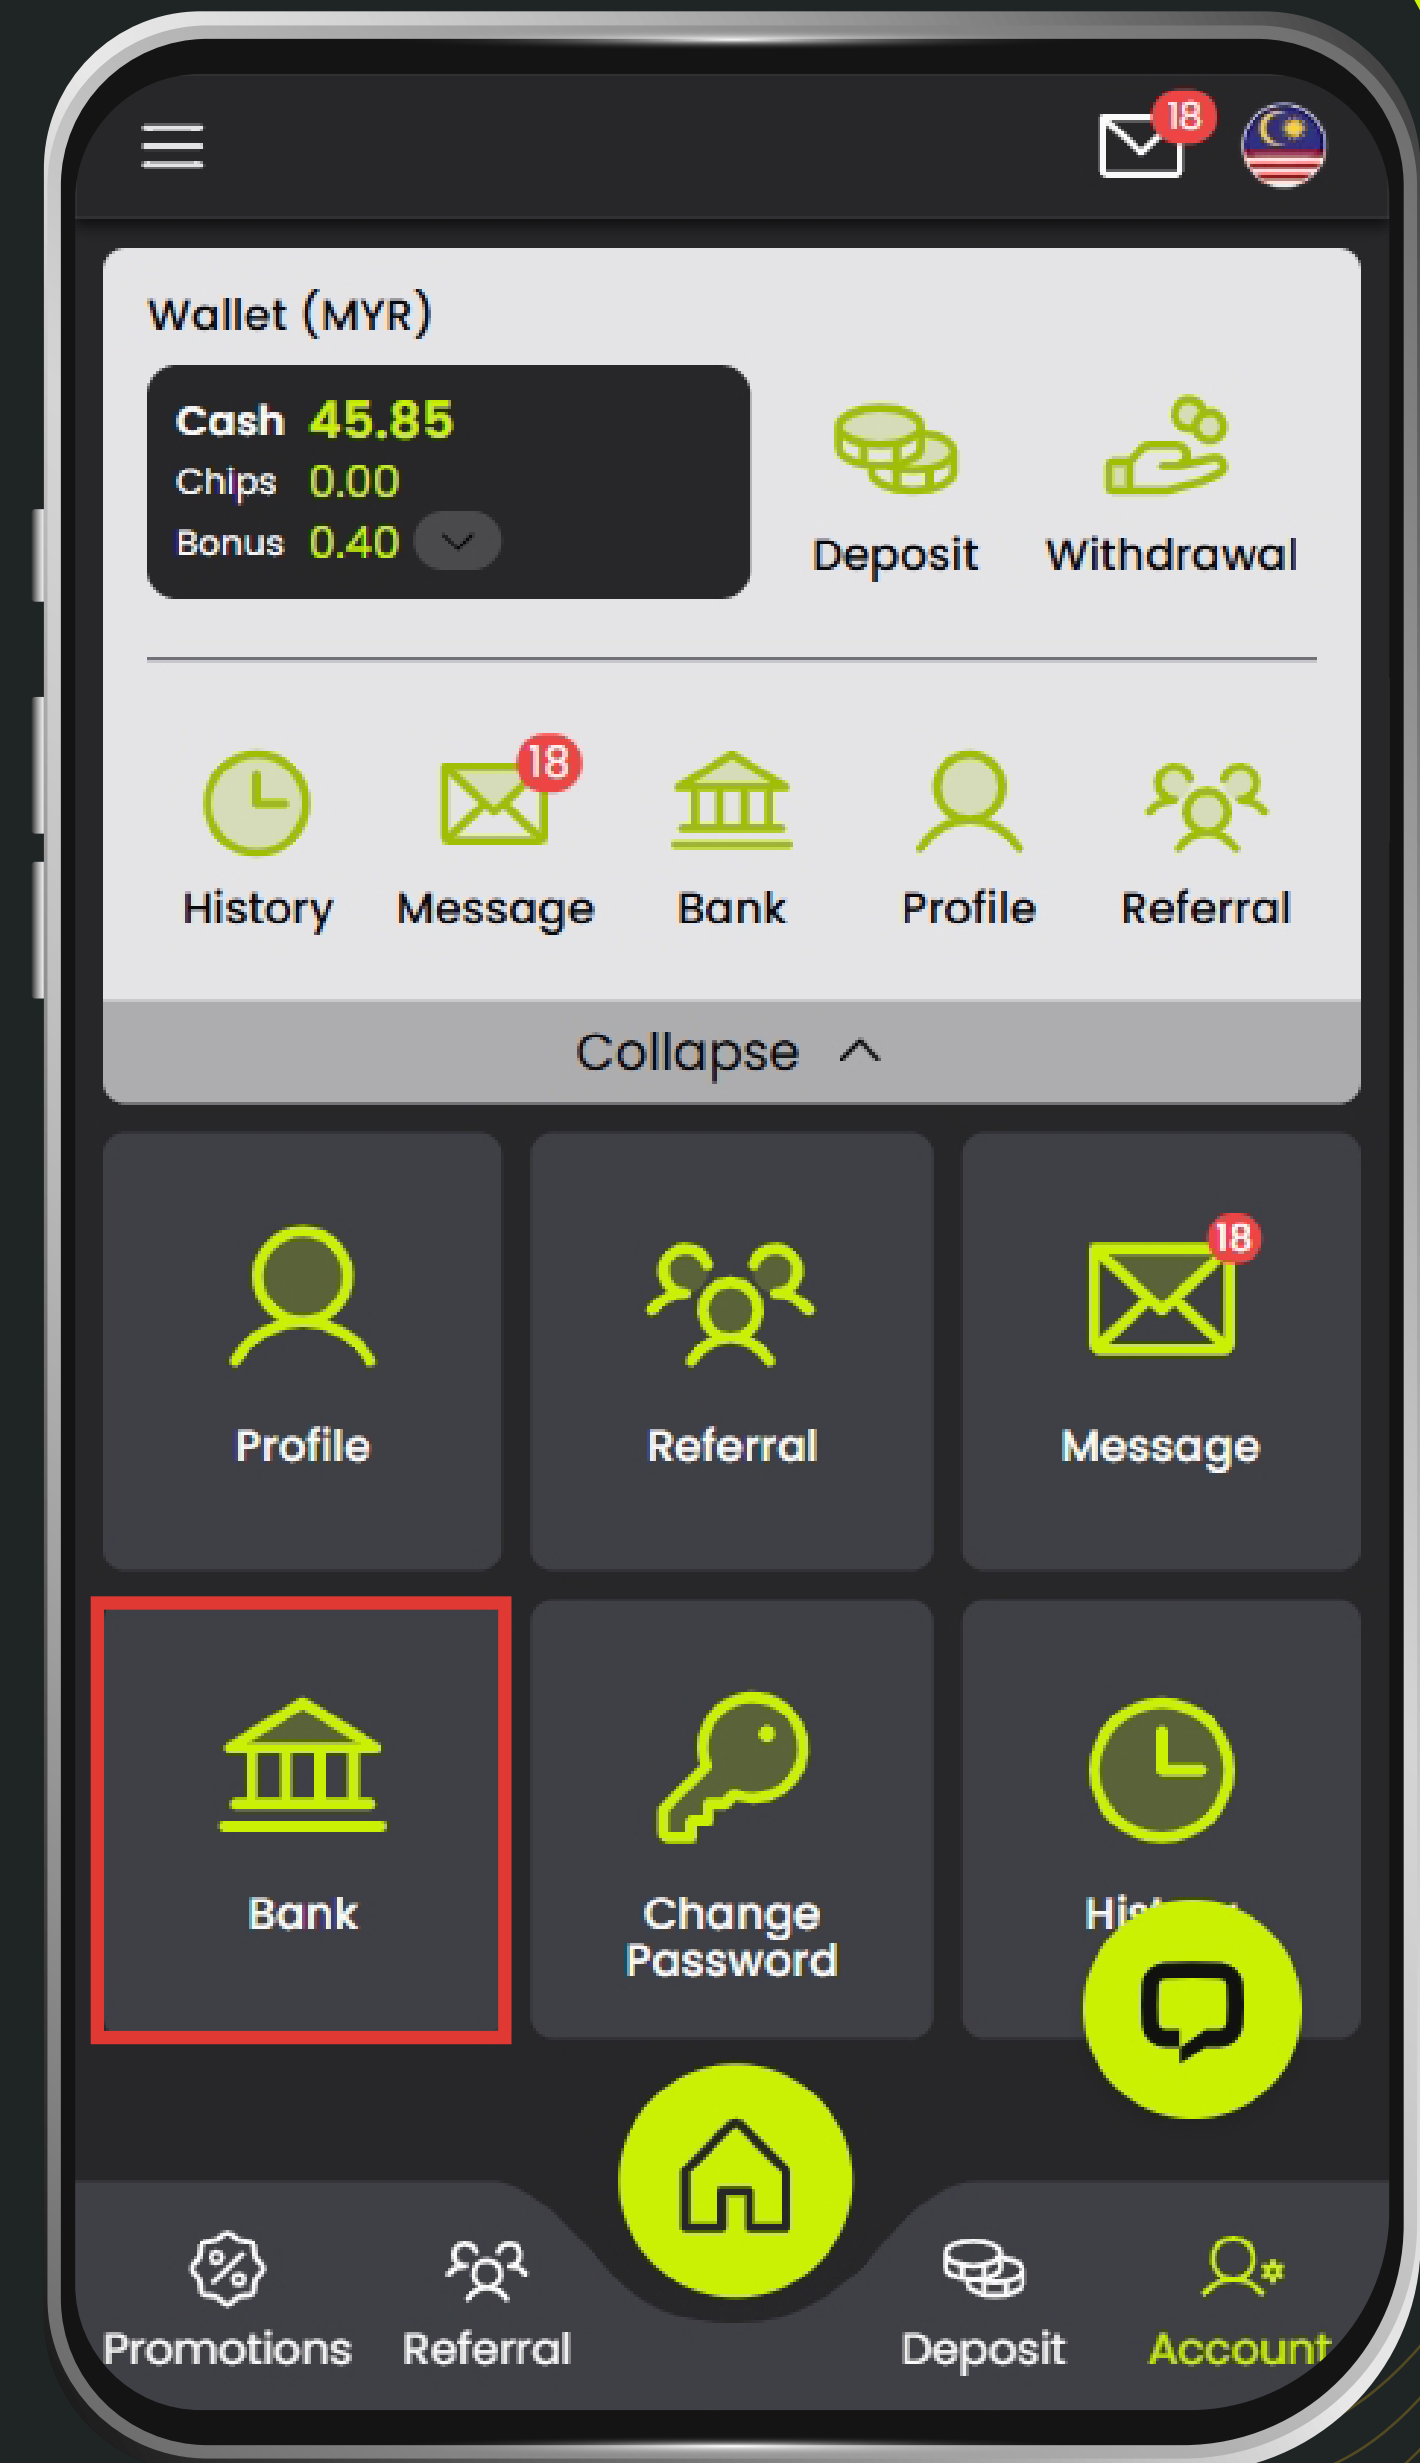 18
Wallet (MYR)
Cash 45.85
Chips 0.00
Bonus 0.40
Deposit Withdrawal
18
History Message Bank Profile Referral
Collapse
18
Profile Referral Message
Bank Change
Password
Promotions Referral Deposit Account